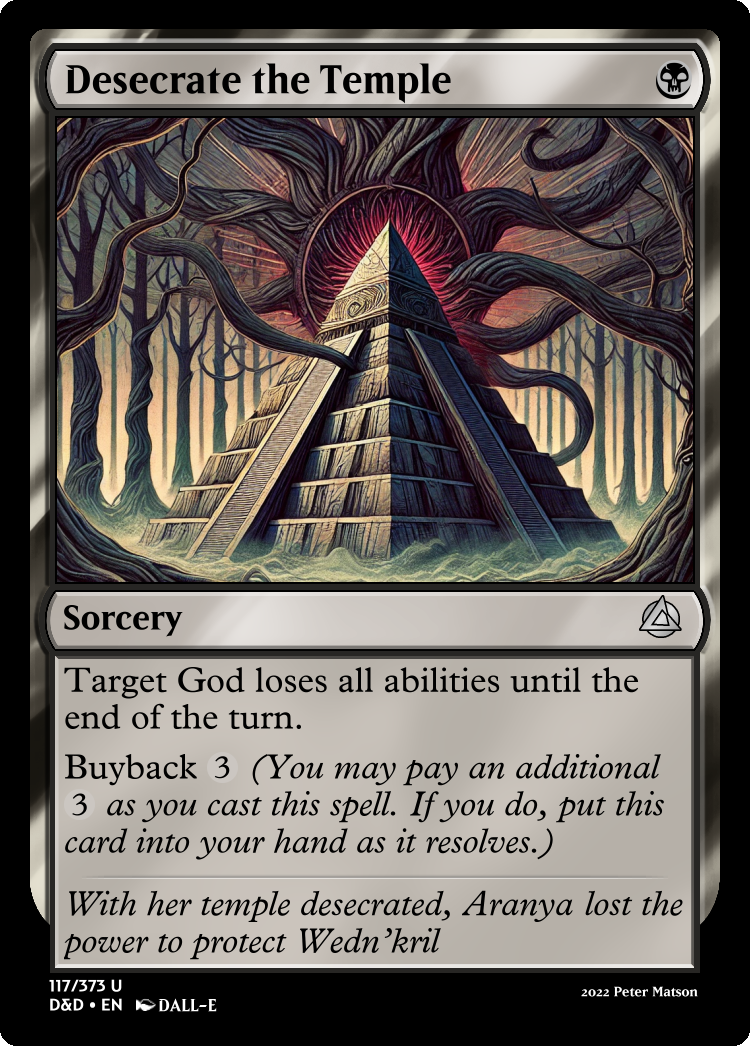 Desecrate the Temple
Sorcery
Target God loses all abilities until the
end of the turn.
Buyback 3 (You may pay an additional
3 as you cast this spell. If you do, put this
card into your hand as it resolves.)
With her temple desecrated, Aranya lost the
power to protect Wedn'kril
117/373 U
D&D • EN DALL-E
2022 Peter Matson